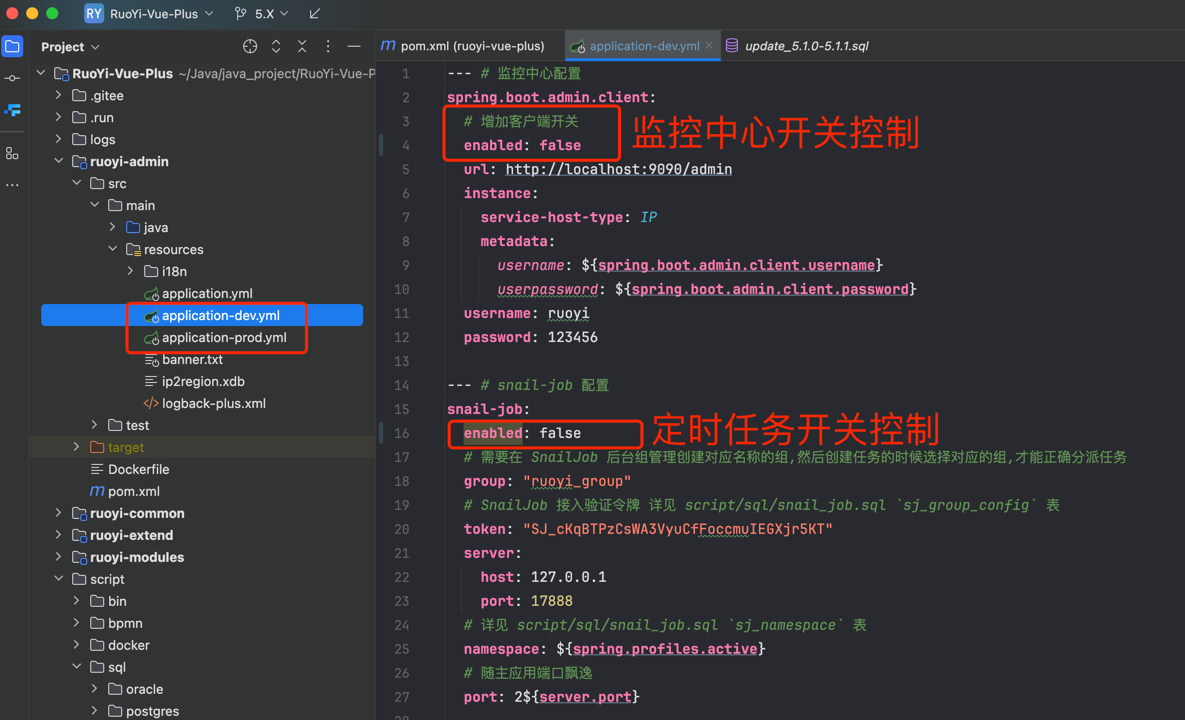 RY RuoYi-Vue-Plus 5.X
Project
pom.xml (ruoyi-vue-plus) application-dev.yml update_5.1.0-5.1.1.sql
RuoYi-Vue-Plus ~/Java/java_project/RuoYi-Vue-P
.gitee
.run
logs
ruoyi-admin
src
main
java
resources
i18n
application.yml
application-dev.yml
application-prod.yml
banner.txt
ip2region.xdb
logback-plus.xml
test
target
Dockerfile
pom.xml
ruoyi-common
ruoyi-extend
ruoyi-modules
script
bin
bpmn
docker
sql
oracle
postgres
1 --- # 监控中心配置
2 spring.boot.admin.client:
3 # 增加客户端开关
4 enabled: false
监控中心开关控制
5 url: http://localhost:9090/admin
6 instance:
7 service-host-type: IP
8 metadata:
9 username: ${spring.boot.admin.client.username}
10 userpassword: ${spring.boot.admin.client.password}
11 username: ruoyi
12 password: 123456
13
14 --- # snail-job 配置
15 snail-job:
16 enabled: false
定时任务开关控制
17 # 需要在 SnailJob 后台组管理创建对应名称的组,然后创建任务的时候选择对应的组,才能正确分派任务
18 group: "ruoyi_group"
19 # SnailJob 接入验证令牌 详见 script/sql/snail_job.sql `sj_group_config` 表
20 token: "SJ_cKqBTPzCsWA3VyuCfFoccmuIEGXjr5KT"
21 server:
22 host: 127.0.0.1
23 port: 17888
24 # 详见 script/sql/snail_job.sql `sj_namespace` 表
25 namespace: ${spring.profiles.active}
26 # 随主应用端口飘逸
27 port: 2${server.port}